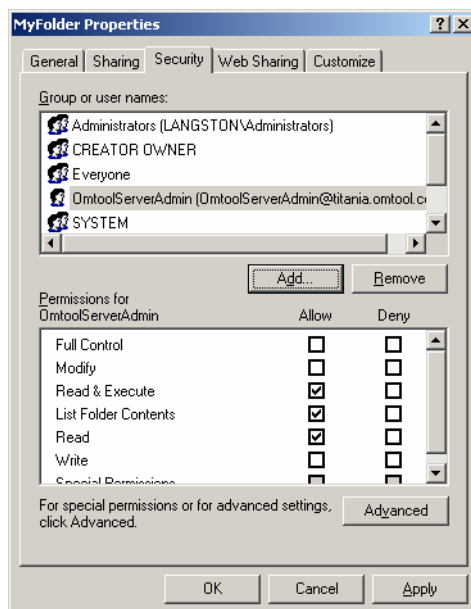 MyFolder Properties
General Sharing Security Web Sharing Customize
Group or user names:
Administrators (LANGSTON\Administrators)
CREATOR OWNER
Everyone
OmtoolServerAdmin (OmtoolServerAdmin@titania.omtool.c
SYSTEM
Add... Remove
Permissions for
OmtoolServerAdmin Allow Deny
Full Control
Modify
Read & Execute
List Folder Contents
Read
Write
Special Permissions
For special permissions or for advanced settings,
click Advanced.
Advanced
OK Cancel Apply